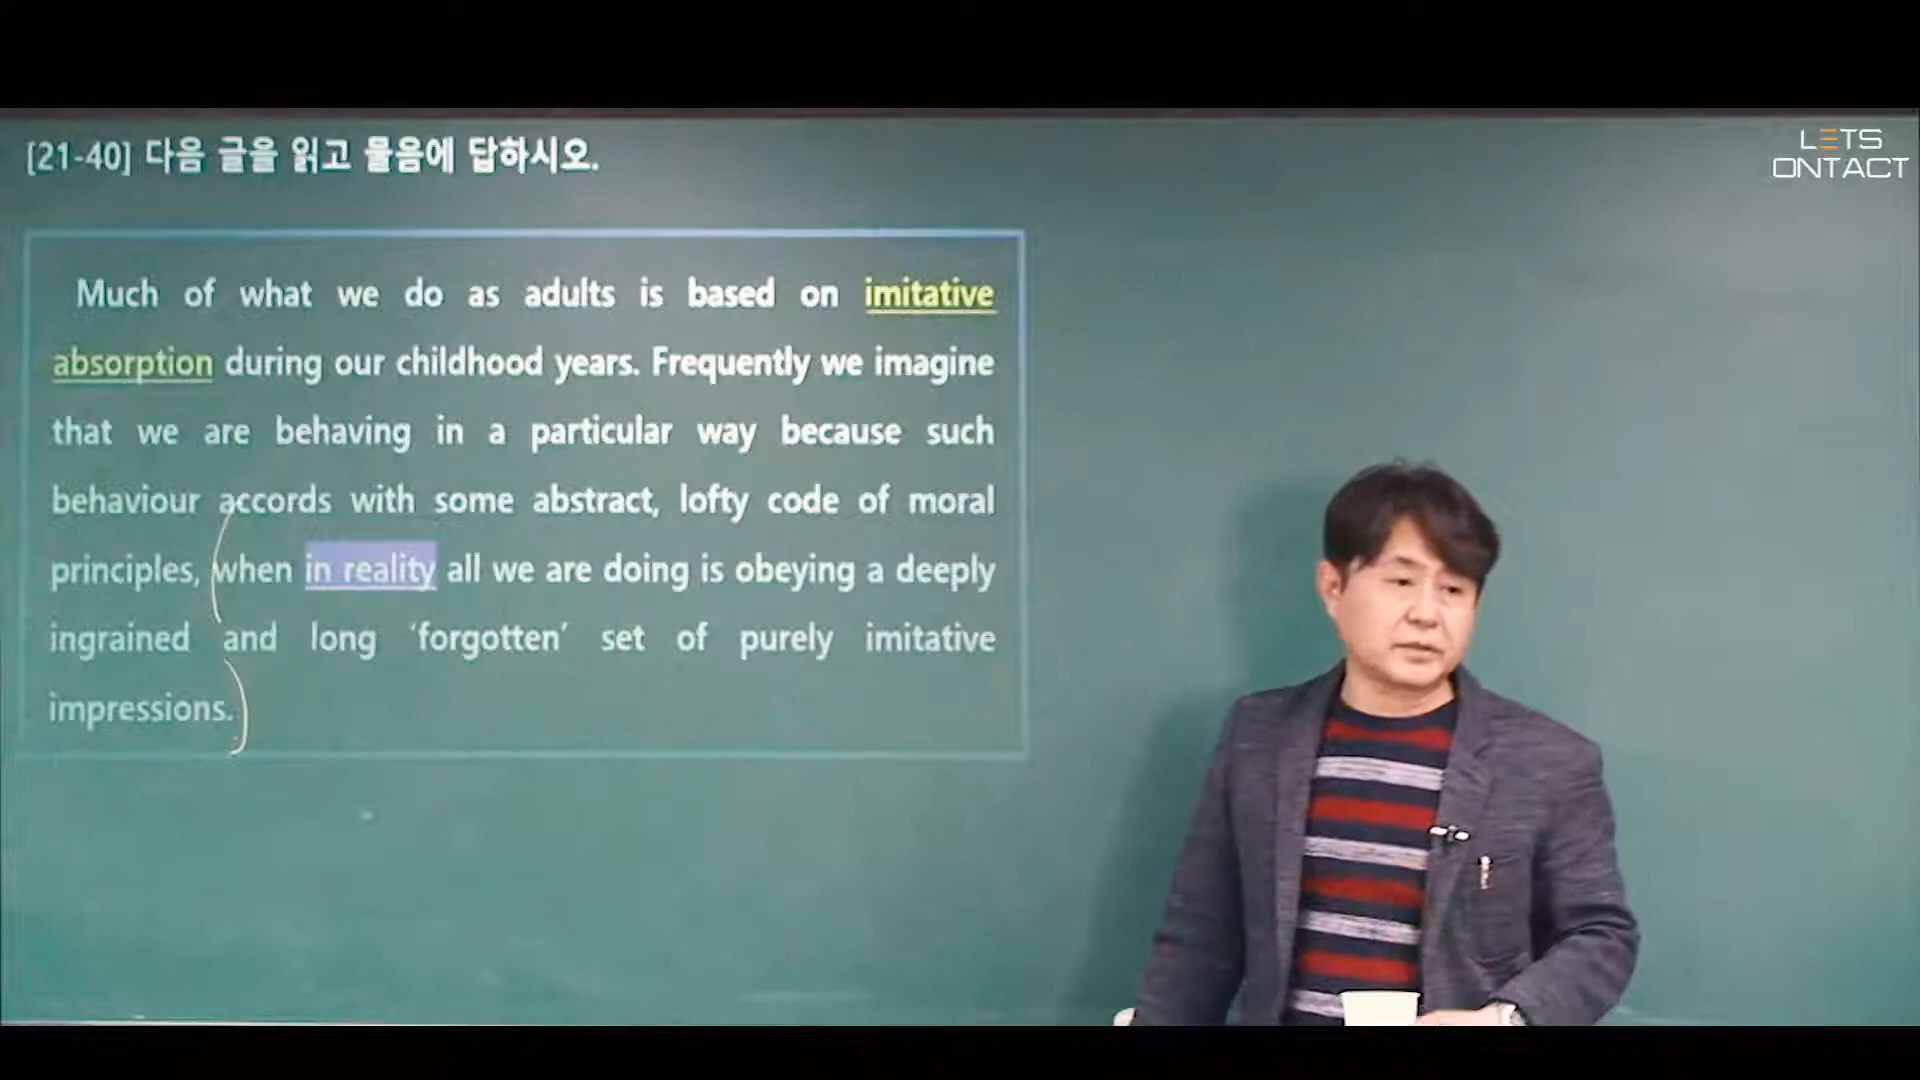 [21-40] 다음 글을 읽고 물음에 답하시오.
LETS
ONTACT
Much of what we do as adults is based on imitative
absorption during our childhood years. Frequently we imagine
that we are behaving in a particular way because such
behaviour accords with some abstract, lofty code of moral
principles, when in reality all we are doing is obeying a deeply
ingrained and long ‘forgotten’ set of purely imitative
impressions.